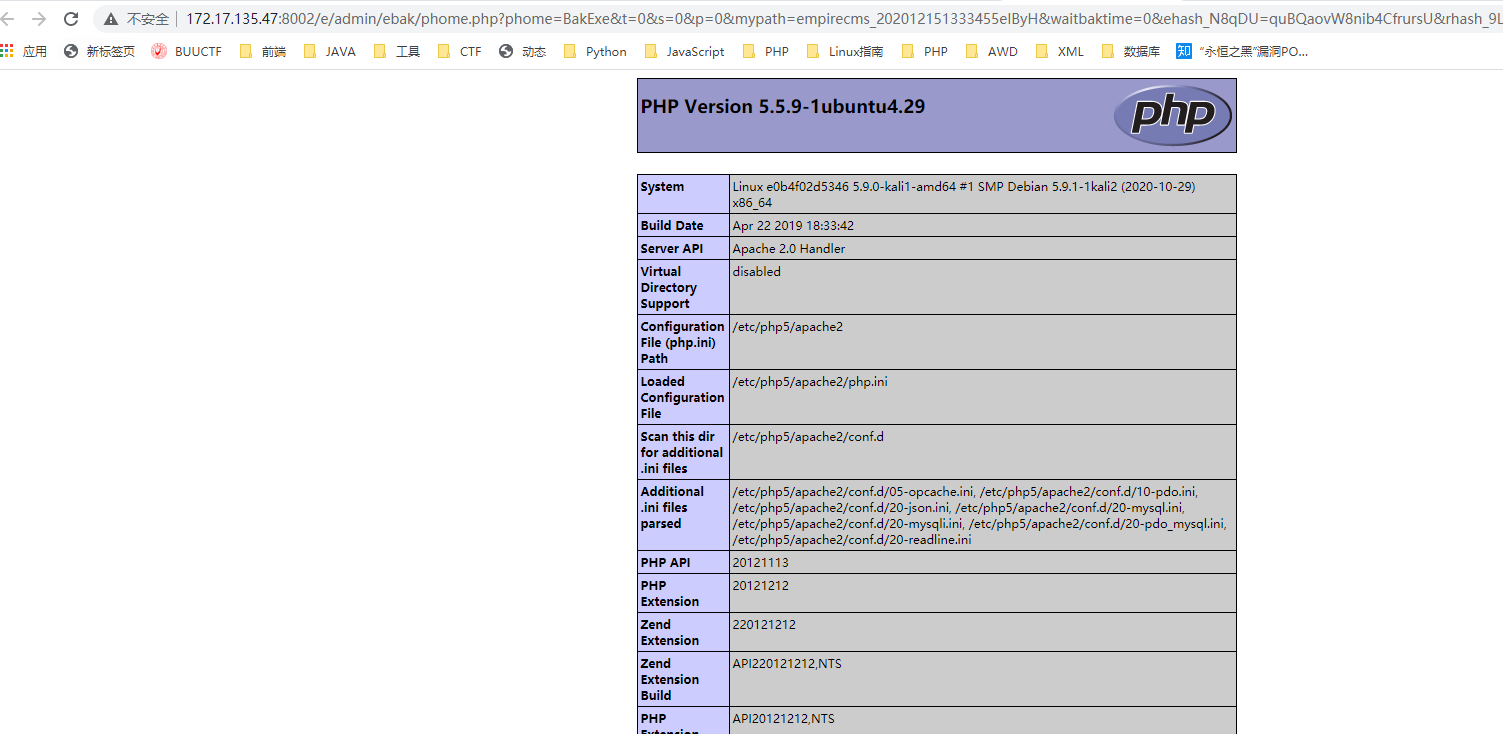 不安全 | 172.17.135.47:8002/e/admin/ebak/phome.php?phome=BakExe&t=0&s=0&p=0&mypath=empirecms_202012151333455eIByH&waitbaktime=0&ehash_N8qDU=quBQaovW8nib4CfrursU&rhash_9L
应用 新标签页 BUUCTF 前端 JAVA 工具 CTF 动态 Python JavaScript PHP Linux指南 PHP AWD XML 数据库 知 “永恒之黑”漏洞PO...
PHP Version 5.5.9-1ubuntu4.29
php
System Linux e0b4f02d5346 5.9.0-kali1-amd64 #1 SMP Debian 5.9.1-1kali2 (2020-10-29)
x86_64
Build Date Apr 22 2019 18:33:42
Server API Apache 2.0 Handler
Virtual disabled
Directory
Support
Configuration /etc/php5/apache2
File (php.ini)
Path
Loaded /etc/php5/apache2/php.ini
Configuration
File
Scan this dir /etc/php5/apache2/conf.d
for additional
.ini files
Additional /etc/php5/apache2/conf.d/05-opcache.ini, /etc/php5/apache2/conf.d/10-pdo.ini,
.ini files /etc/php5/apache2/conf.d/20-json.ini, /etc/php5/apache2/conf.d/20-mysql.ini,
parsed /etc/php5/apache2/conf.d/20-mysqli.ini, /etc/php5/apache2/conf.d/20-pdo_mysql.ini,
/etc/php5/apache2/conf.d/20-readline.ini
PHP API 20121113
PHP 20121212
Extension
Zend 220121212
Extension
Zend API220121212,NTS
Extension
Build
PHP API20121212,NTS
Extension